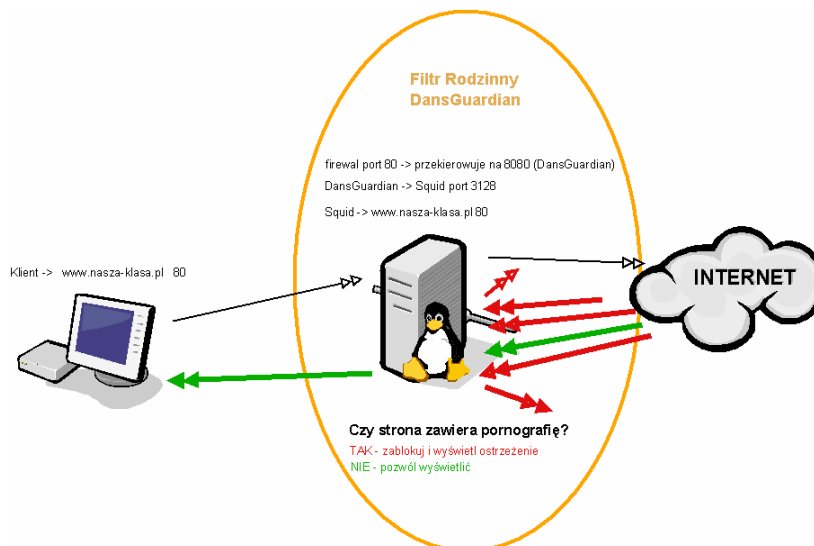 Filtr Rodzinny
DansGuardian
firewal port 80 -> przekierowuje na 8080 (DansGuardian)
DansGuardian -> Squid port 3128
Squid -> www.nasza-klasa.pl 80
Klient -> www.nasza-klasa.pl 80
INTERNET
Czy strona zawiera pornografię?
TAK - zablokuj i wyświetl ostrzeżenie
NIE - pozwól wyświetlić